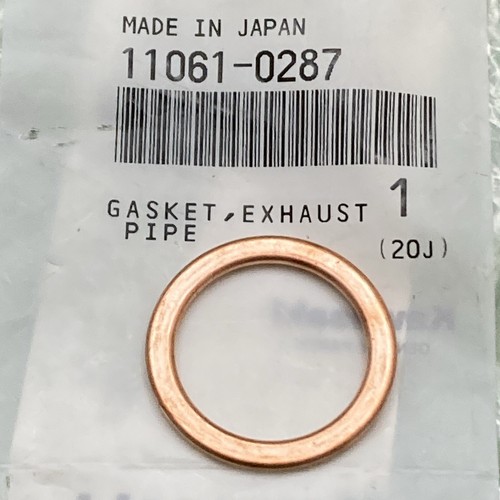 MADE IN JAPAN
11061-0287
GASKET,EXHAUST 1
PIPE
(20J)